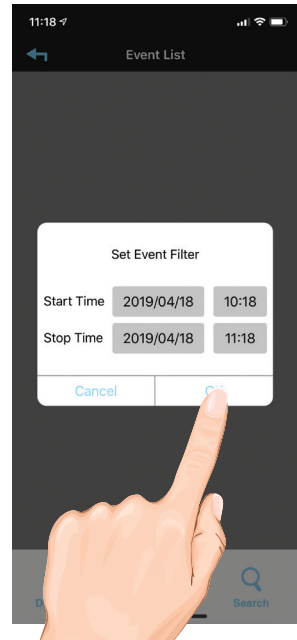 11:18
Event List
Set Event Filter
Start Time 2019/04/18 10:18
Stop Time 2019/04/18 11:18
Cancel
Search